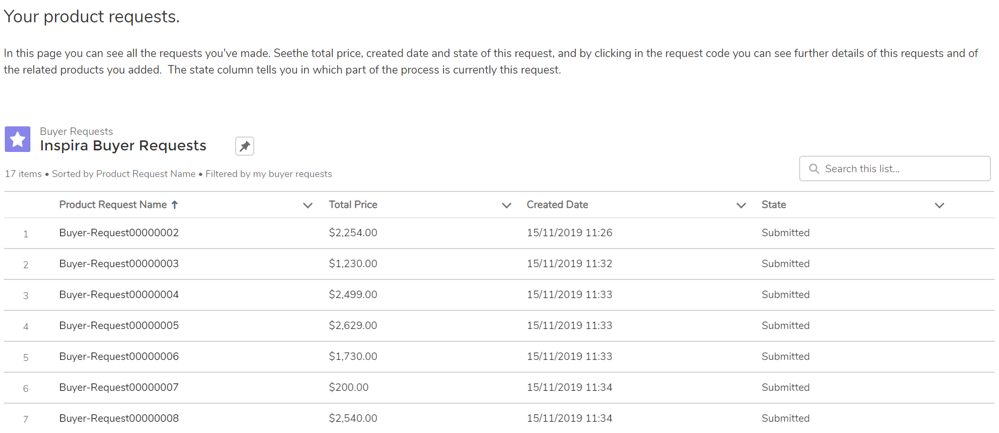 Your product requests.
In this page you can see all the requests you've made. Seethe total price, created date and state of this request, and by clicking in the request code you can see further details of this requests and of
the related products you added.  The state column tells you in which part of the process is currently this request.
Buyer Requests
Inspira Buyer Requests
17 items • Sorted by Product Request Name • Filtered by my buyer requests
Search this list...
Product Request Name Total Price Created Date State
1 Buyer-Request00000002 $2,254.00 15/11/2019 11:26 Submitted
2 Buyer-Request00000003 $1,230.00 15/11/2019 11:32 Submitted
3 Buyer-Request00000004 $2,499.00 15/11/2019 11:33 Submitted
4 Buyer-Request00000005 $2,629.00 15/11/2019 11:33 Submitted
5 Buyer-Request00000006 $1,730.00 15/11/2019 11:33 Submitted
6 Buyer-Request00000007 $200.00 15/11/2019 11:34 Submitted
7 Buyer-Request00000008 $2,540.00 15/11/2019 11:34 Submitted